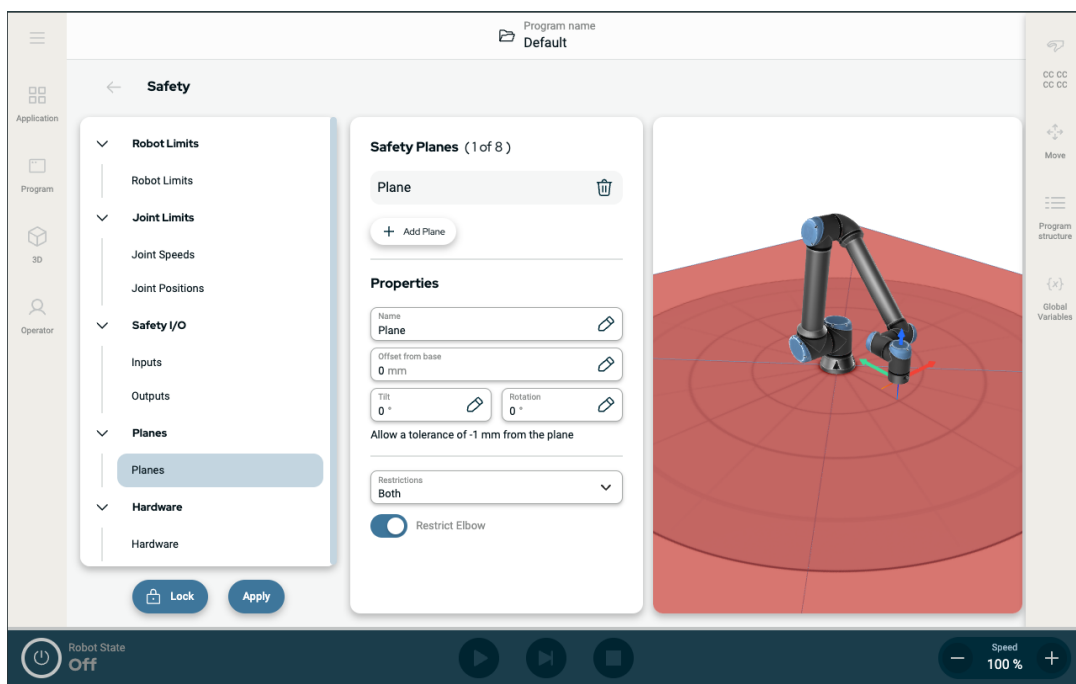 Program name
Default
Application
Program
3D
Operator
Safety
Robot Limits
Robot Limits
Joint Limits
Joint Speeds
Joint Positions
Safety I/O
Inputs
Outputs
Planes
Planes
Hardware
Hardware
Lock
Apply
Safety Planes (1 of 8)
Plane
Add Plane
Properties
Name
Plane
Offset from base
0 mm
Tilt
0 °
Rotation
0 °
Allow a tolerance of -1 mm from the plane
Restrictions
Both
Restrict Elbow
CC CC
CC CC
Move
Program
structure
{x}
Global
Variables
Robot State
Off
Speed
100 %